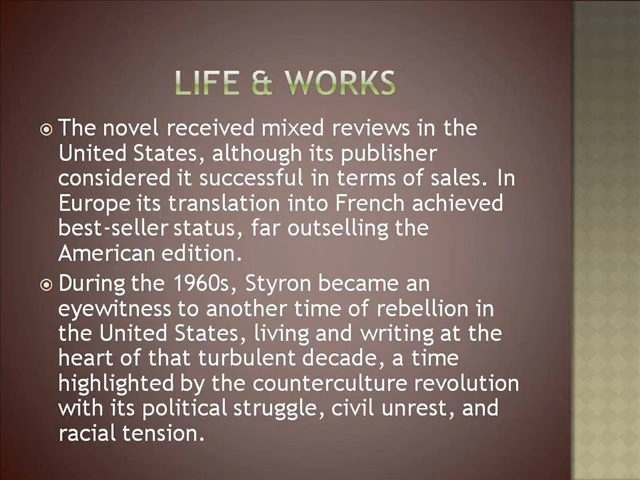 LIFE & WORKS
The novel received mixed reviews in the
United States, although its publisher
considered it successful in terms of sales. In
Europe its translation into French achieved
best-seller status, far outselling the
American edition.
During the 1960s, Styron became an
eyewitness to another time of rebellion in
the United States, living and writing at the
heart of that turbulent decade, a time
highlighted by the counterculture revolution
with its political struggle, civil unrest, and
racial tension.